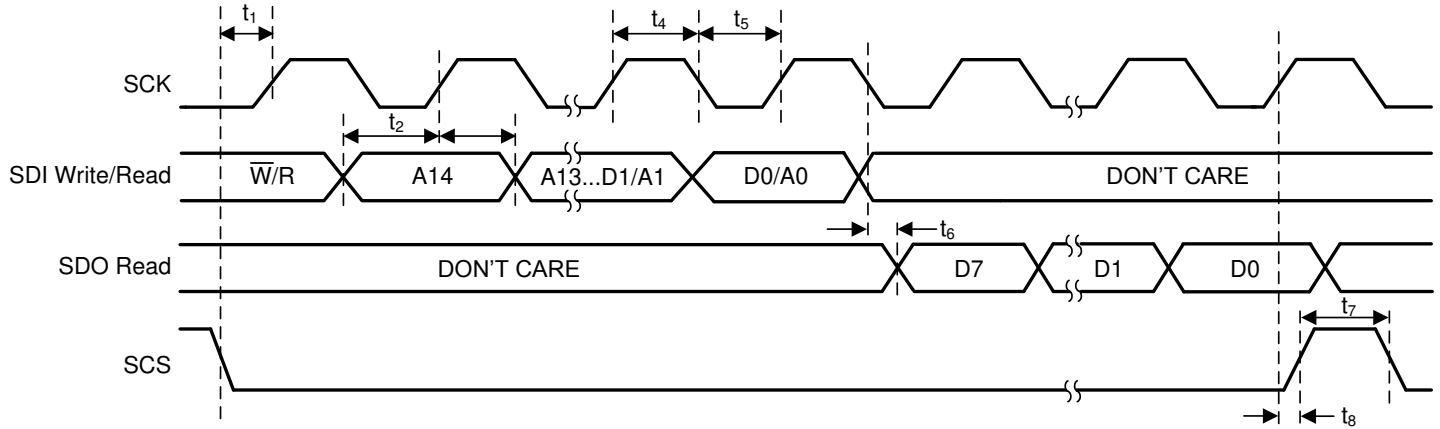 t1
t4
t5
SCK
t2
SDI Write/Read
W̅/R
A14
A13...D1/A1
D0/A0
DON'T CARE
t6
SDO Read
DON'T CARE
D7
D1
D0
t7
SCS
t8